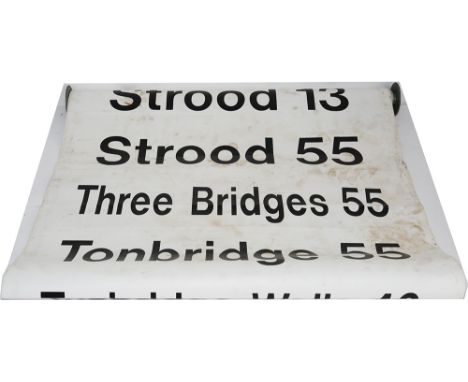 Strood 13
Strood 55
Three Bridges 55
Tonbridge 55